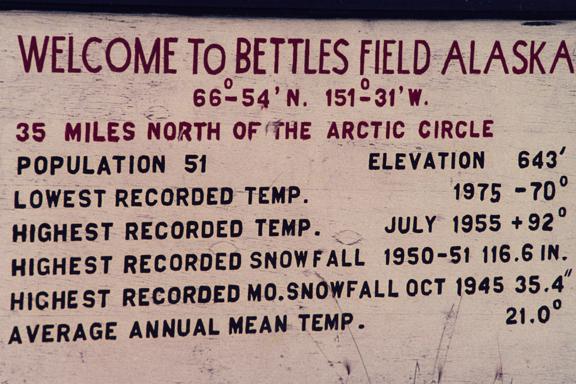 WELCOME TO BETTLES FIELD ALASKA
66°-54' N. 151°-31' W.
35 MILES NORTH OF THE ARCTIC CIRCLE
POPULATION 51 ELEVATION 643'
LOWEST RECORDED TEMP. 1975 -70°
HIGHEST RECORDED TEMP. JULY 1955 +92°
HIGHEST RECORDED SNOWFALL 1950-51 116.6 IN.
HIGHEST RECORDED MO. SNOWFALL OCT 1945 35.4"
AVERAGE ANNUAL MEAN TEMP. 21.0°